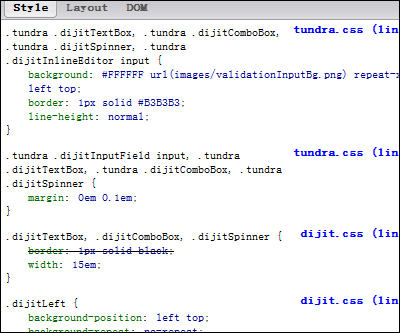 Style Layout DOM
.tundra .dijitTextBox, .tundra .dijitComboBox, tundra.css (lin
.tundra .dijitSpinner, .tundra
.dijitInlineEditor input {
background: #FFFFFF url(images/validationInputBg.png) repeat-x
left top;
border: 1px solid #B3B3B3;
line-height: normal;
}
.tundra .dijitInputField input, .tundra tundra.css (lin
.dijitTextBox, .tundra .dijitComboBox, .tundra
.dijitSpinner {
margin: 0em 0.1em;
}
.dijitTextBox, .dijitComboBox, .dijitSpinner { dijit.css (lin
border: 1px solid black;
width: 15em;
}
.dijitLeft { dijit.css (lin
background-position: left top;
background-repeat: no-repeat;